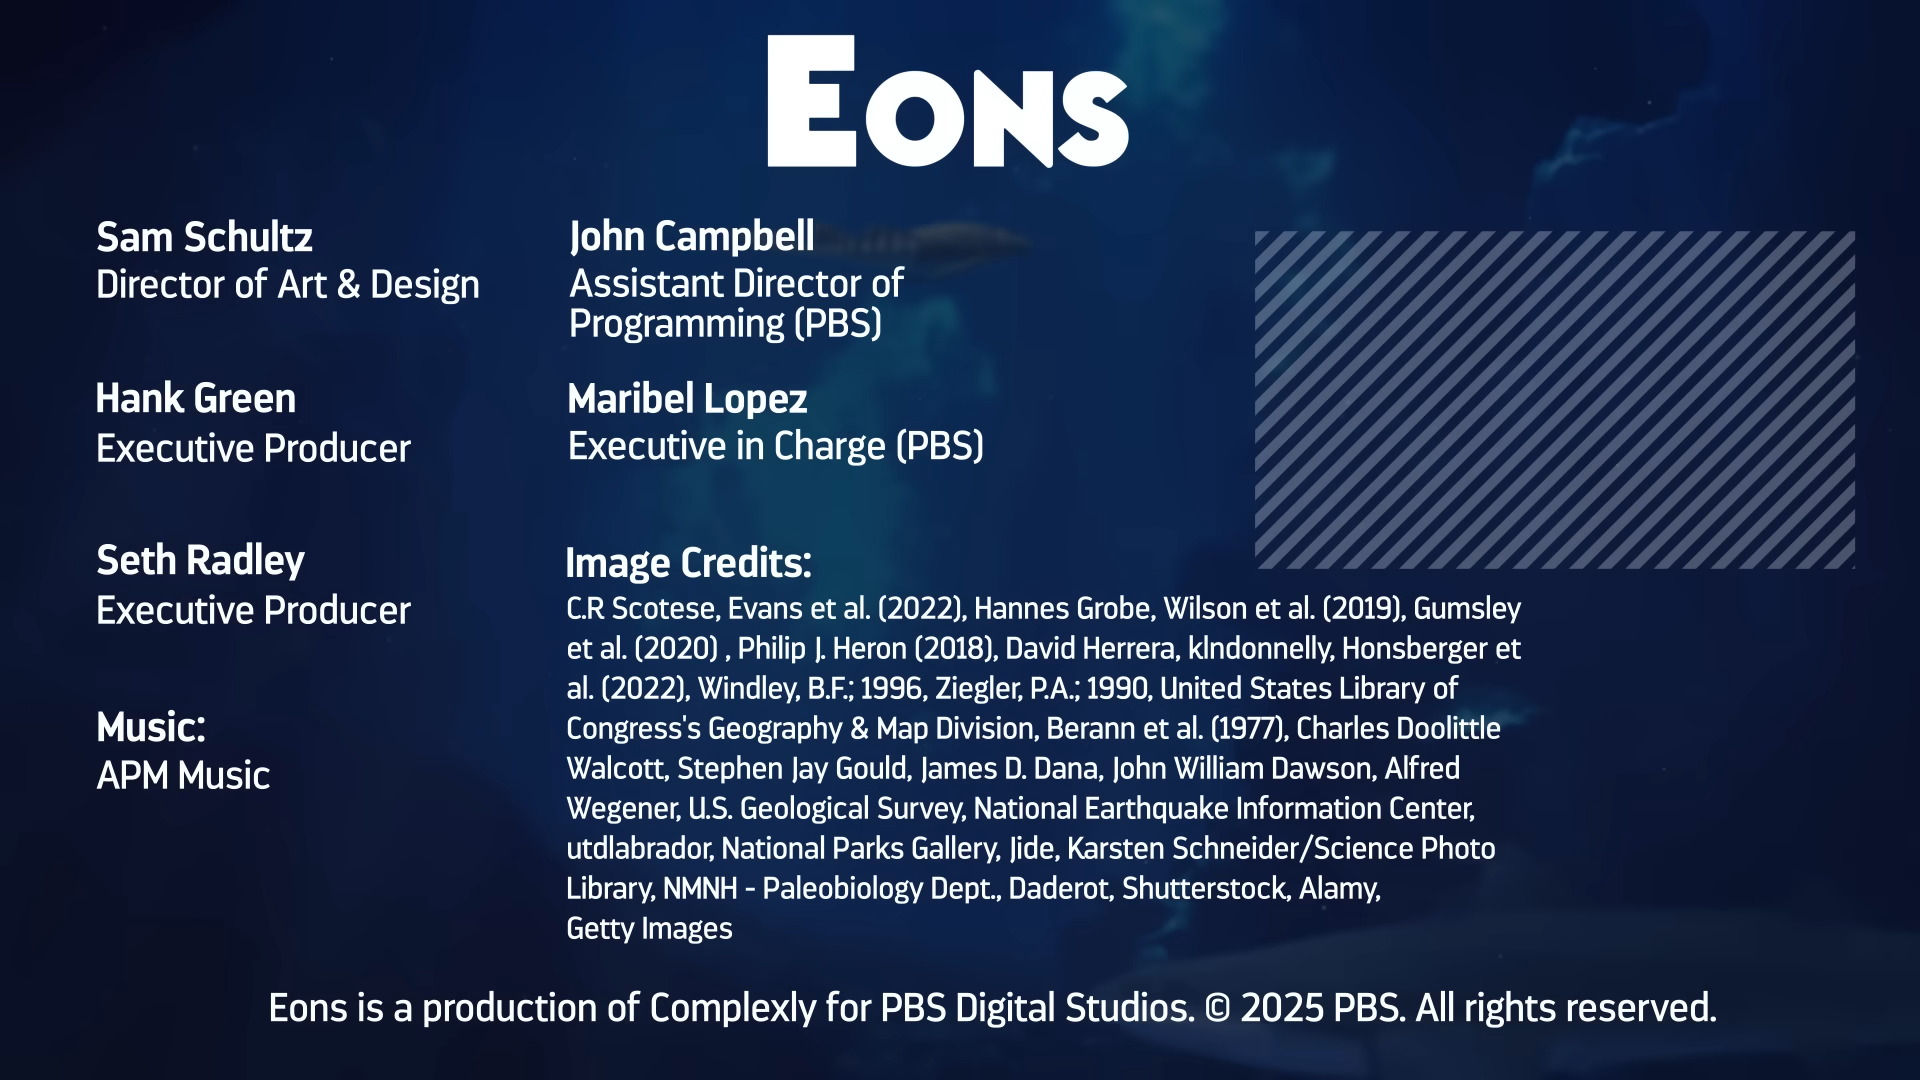 Eons
Sam Schultz
Director of Art & Design
Hank Green
Executive Producer
Seth Radley
Executive Producer
Music:
APM Music
John Campbell
Assistant Director of
Programming (PBS)
Maribel Lopez
Executive in Charge (PBS)
Image Credits:
C.R Scotese, Evans et al. (2022), Hannes Grobe, Wilson et al. (2019), Gumsley
et al. (2020) , Philip J. Heron (2018), David Herrera, klndonnelly, Honsberger et
al. (2022), Windley, B.F.; 1996, Ziegler, P.A.; 1990, United States Library of
Congress's Geography & Map Division, Berann et al. (1977), Charles Doolittle
Walcott, Stephen Jay Gould, James D. Dana, John William Dawson, Alfred
Wegener, U.S. Geological Survey, National Earthquake Information Center,
utdlabrador, National Parks Gallery, Jide, Karsten Schneider/Science Photo
Library, NMNH - Paleobiology Dept., Daderot, Shutterstock, Alamy,
Getty Images
Eons is a production of Complexly for PBS Digital Studios. © 2025 PBS. All rights reserved.